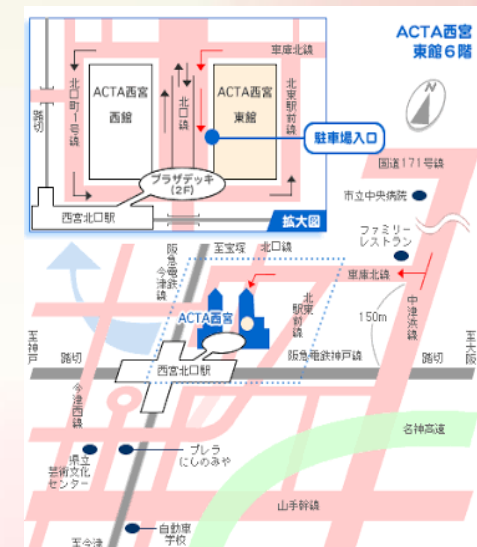 ACTA西宮
東館6階
車庫北線
北口町1号線
ACTA西宮
西館
北口線
ACTA西宮
東館
北東駅前線
踏切
駐車場入口
プラザデッキ
(2F)
西宮北口駅
拡大図
国道171号線
市立中央病院
ファミリー
レストラン
阪急電鉄
今津線
至宝塚
北口線
車庫北線
ACTA西宮
北東
駅前線
150m
中津浜線
至神戸
踏切
西宮北口駅
阪急電鉄神戸線
踏切
至大阪
今津西線
名神高速
県立
芸術文化
センター
プレラ
にしのみや
山手幹線
自動車
学校
至今津